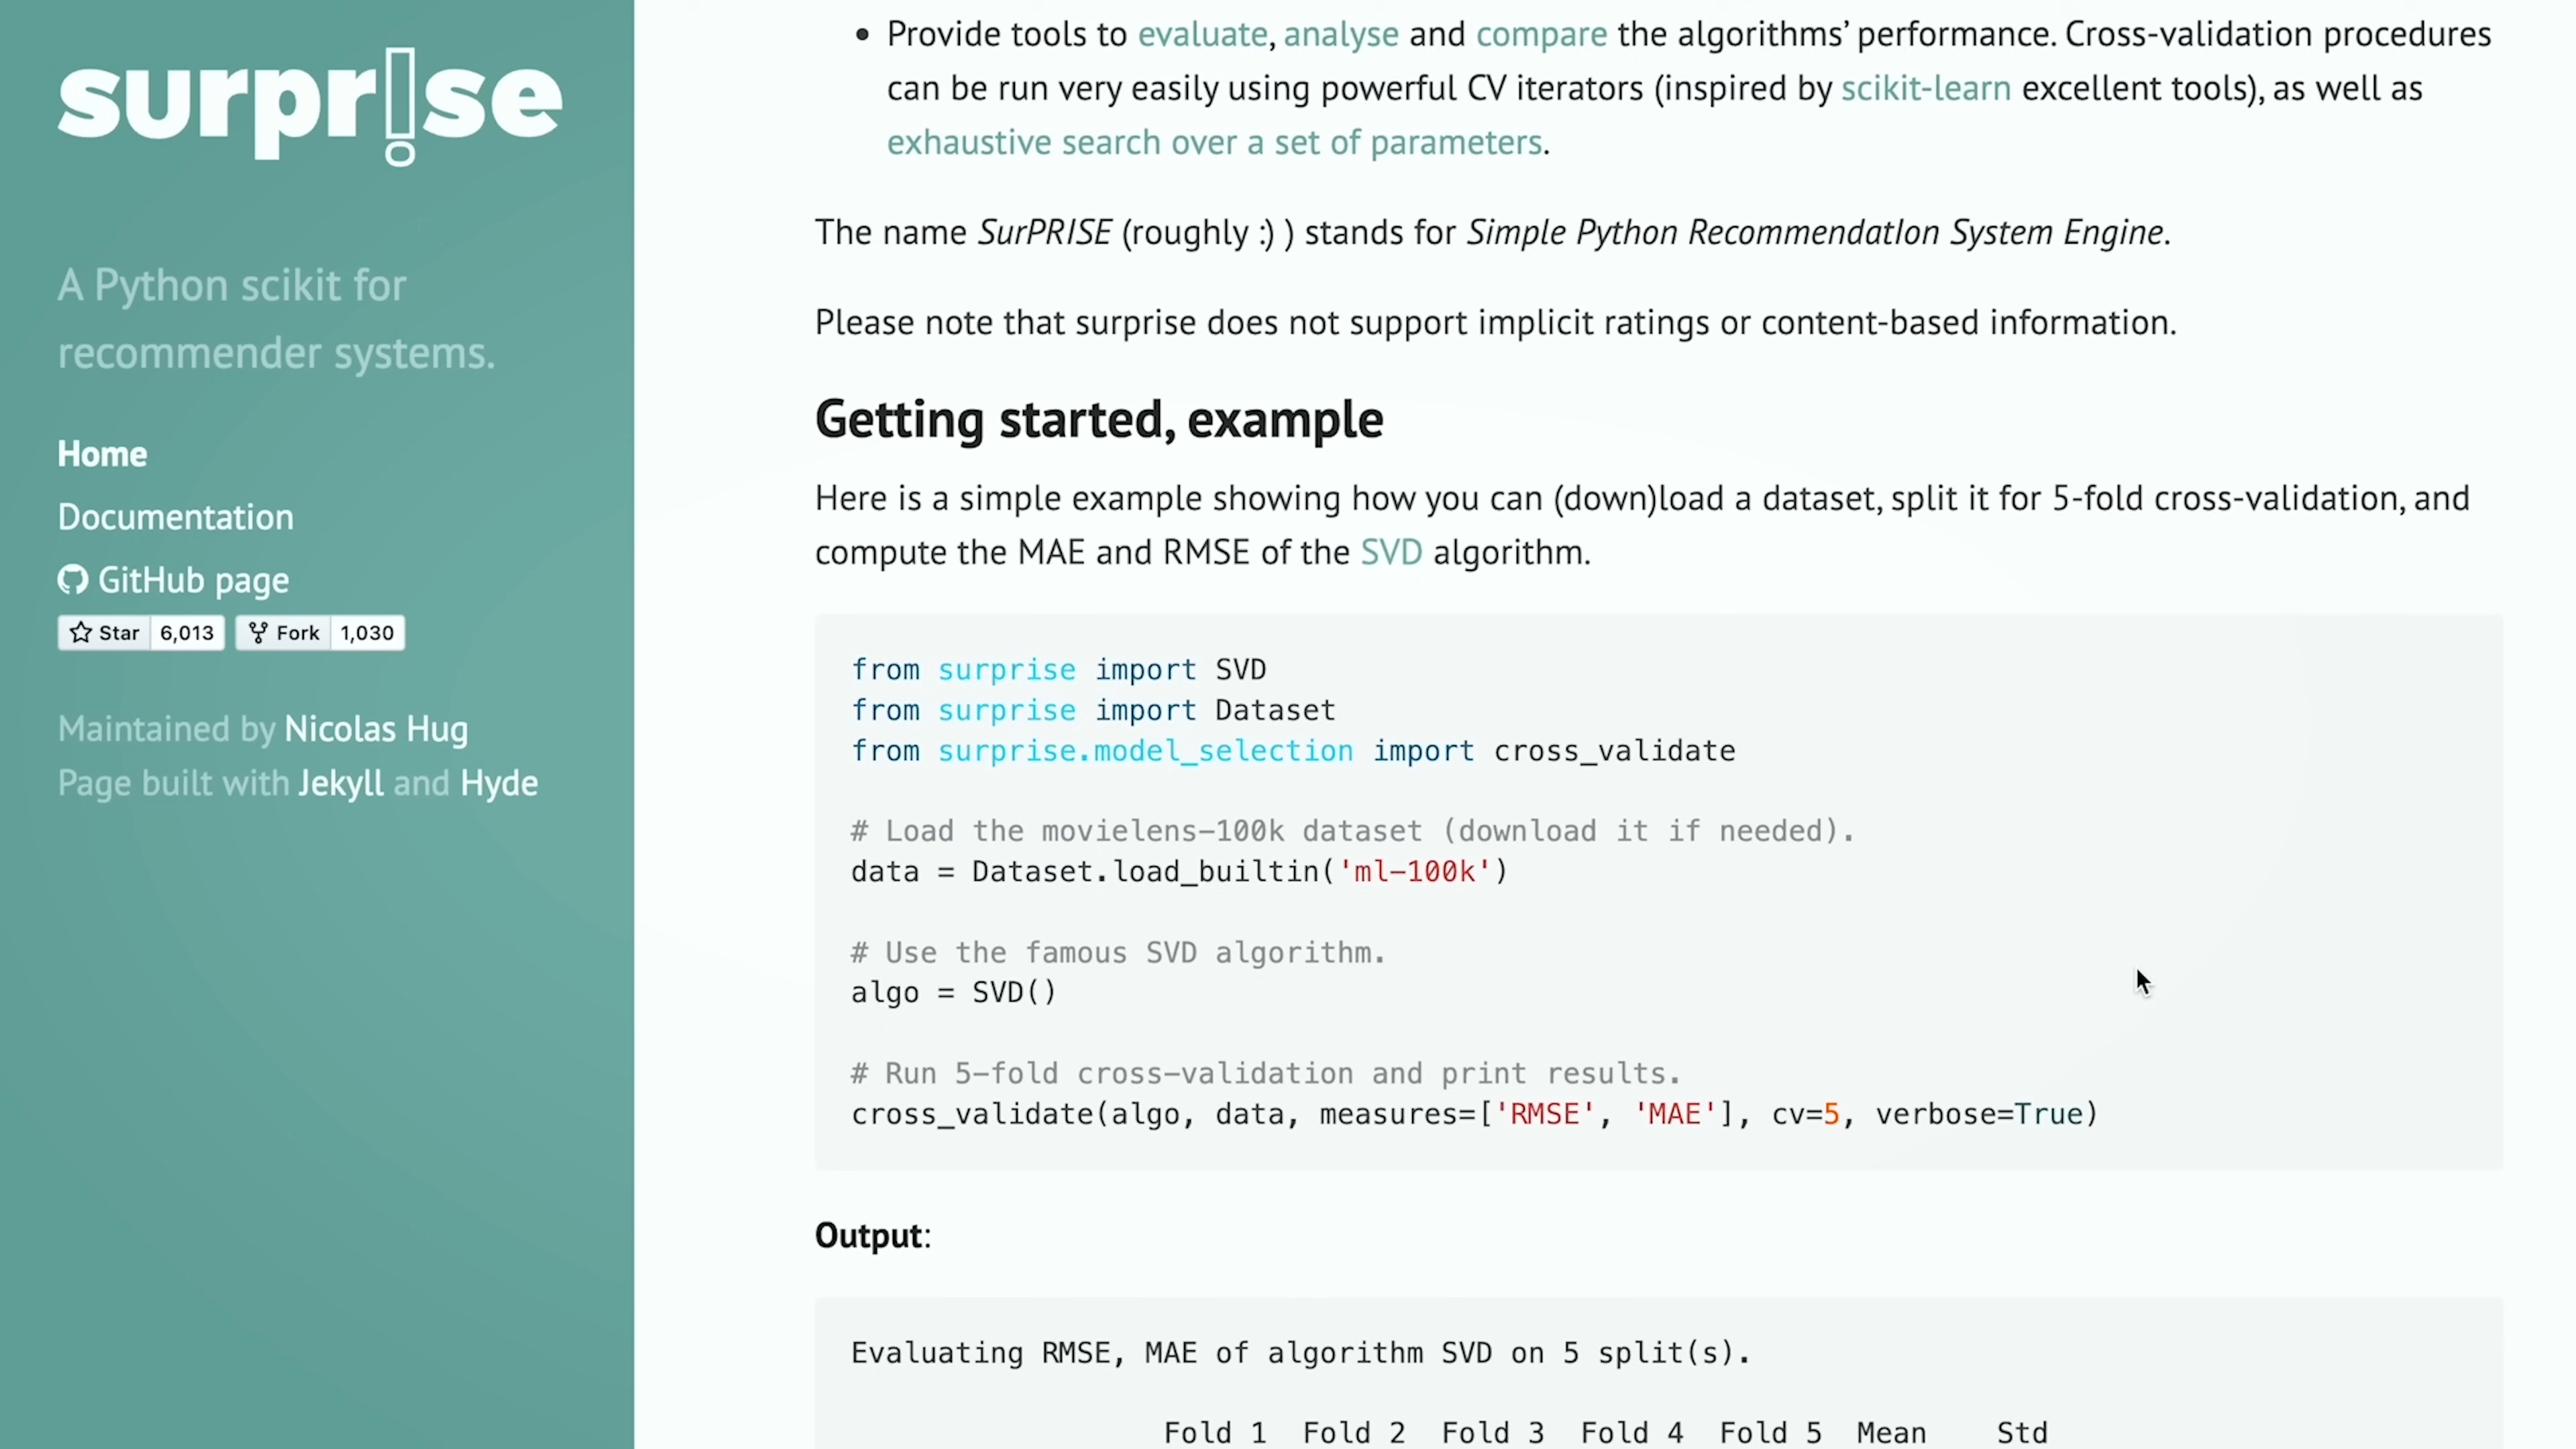 surpr!se
A Python scikit for
recommender systems.
Home
Documentation
GitHub page
Star 6,013 Fork 1,030
Maintained by Nicolas Hug
Page built with Jekyll and Hyde
• Provide tools to evaluate, analyse and compare the algorithms’ performance. Cross-validation procedures
can be run very easily using powerful CV iterators (inspired by scikit-learn excellent tools), as well as
exhaustive search over a set of parameters.
The name SurPRISE (roughly :) ) stands for Simple Python RecommendatIon System Engine.
Please note that surprise does not support implicit ratings or content-based information.
Getting started, example
Here is a simple example showing how you can (down)load a dataset, split it for 5-fold cross-validation, and
compute the MAE and RMSE of the SVD algorithm.
from surprise import SVD
from surprise import Dataset
from surprise.model_selection import cross_validate
# Load the movielens-100k dataset (download it if needed).
data = Dataset.load_builtin('ml-100k')
# Use the famous SVD algorithm.
algo = SVD()
# Run 5-fold cross-validation and print results.
cross_validate(algo, data, measures=['RMSE', 'MAE'], cv=5, verbose=True)
Output:
Evaluating RMSE, MAE of algorithm SVD on 5 split(s).
Fold 1 Fold 2 Fold 3 Fold 4 Fold 5 Mean Std